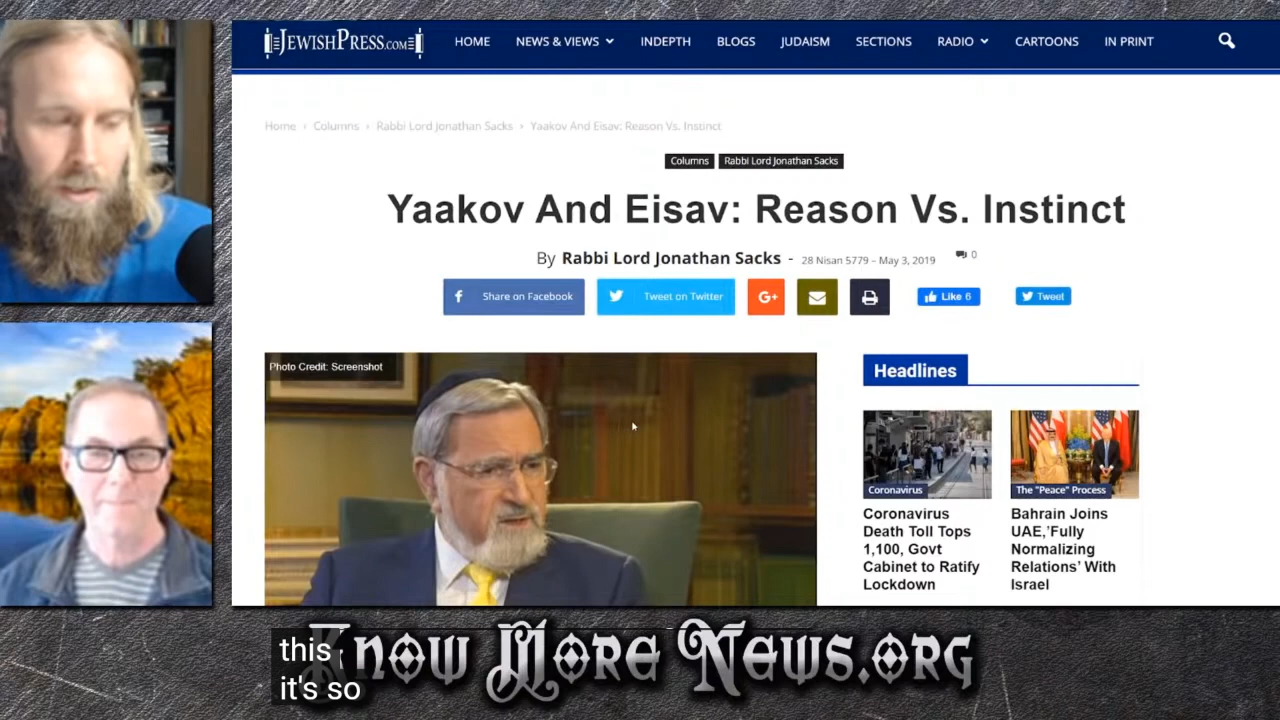 JEWISHPRESS.COM
HOME NEWS & VIEWS INDEPTH BLOGS JUDAISM SECTIONS RADIO CARTOONS IN PRINT
Home › Columns › Rabbi Lord Jonathan Sacks › Yaakov And Eisav: Reason Vs. Instinct
Columns Rabbi Lord Jonathan Sacks
Yaakov And Eisav: Reason Vs. Instinct
By Rabbi Lord Jonathan Sacks - 28 Nisan 5779 – May 3, 2019 0
f Share on Facebook Tweet on Twitter G+ Like 6 Tweet
Photo Credit: Screenshot
Headlines
Coronavirus
Coronavirus
Death Toll Tops
1,100, Govt
Cabinet to Ratify
Lockdown
The "Peace" Process
Bahrain Joins
UAE,'Fully
Normalizing
Relations' With
Israel
Know More News.org
this
it's so